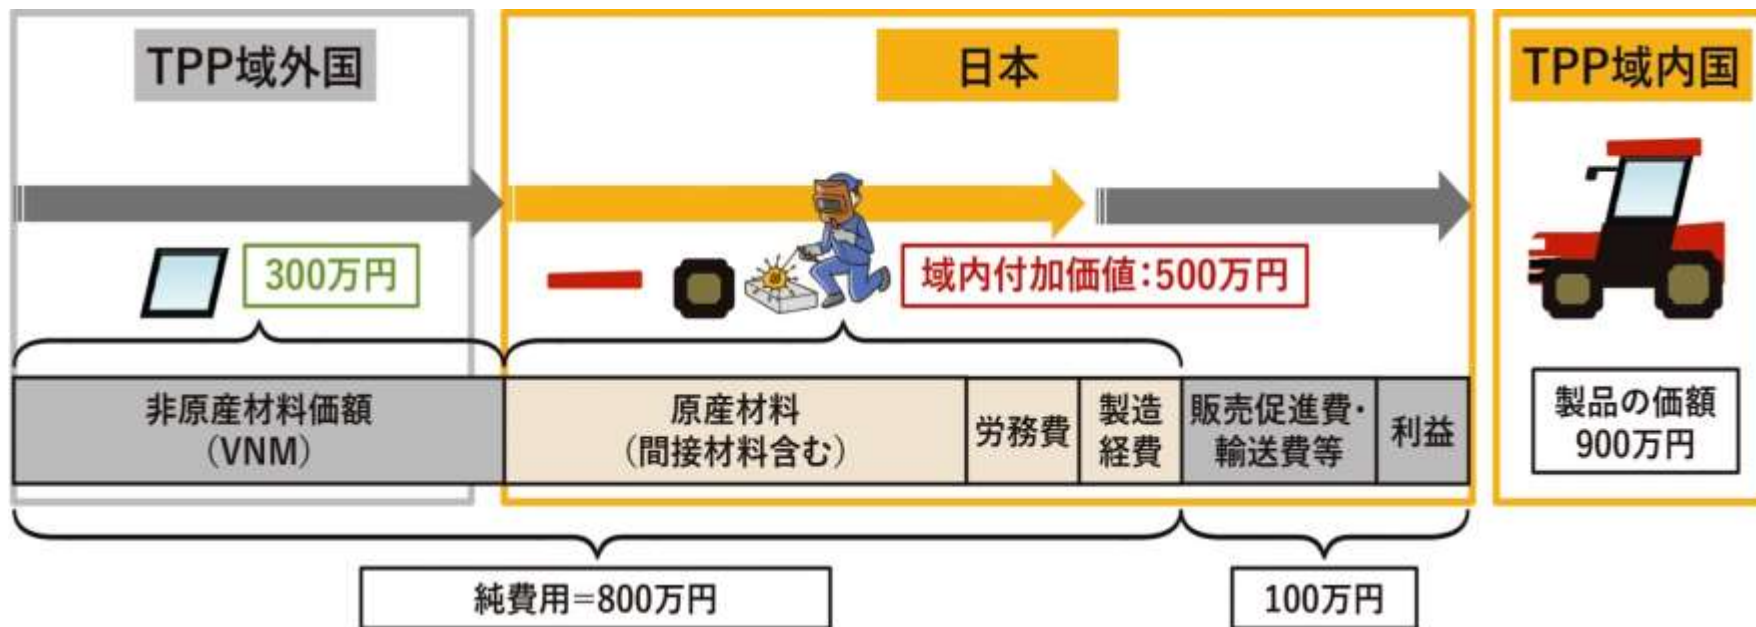 TPP域外国
日本
TPP域内国
300万円
域内付加価値:500万円
非原産材料価額
(VNM)
原産材料
(間接材料含む)
労務費
製造
経費
販売促進費・
輸送費等
利益
製品の価額
900万円
純費用=800万円
100万円